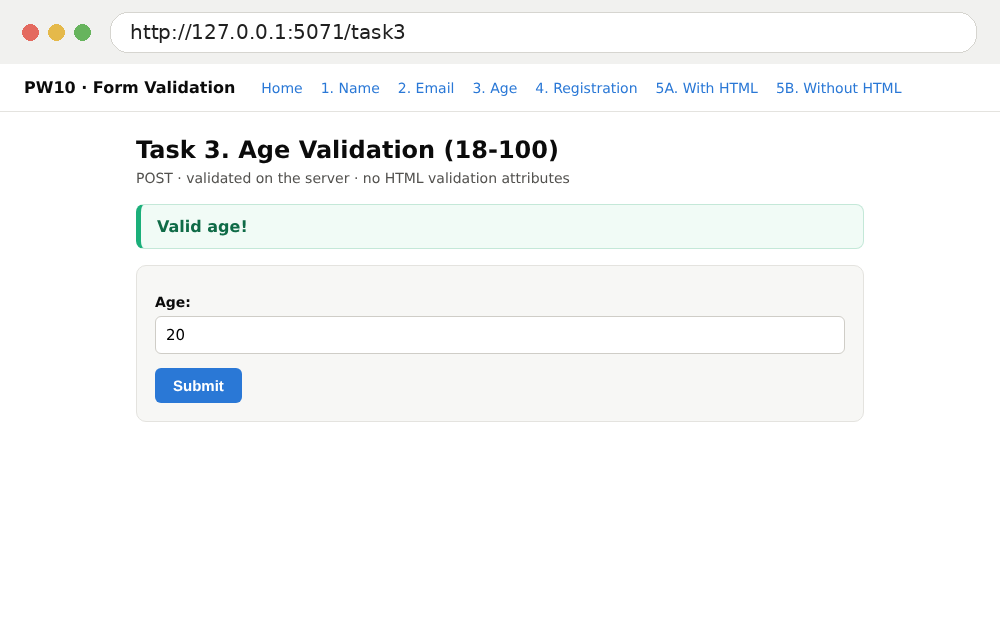 http://127.0.0.1:5071/task3
PW10 · Form Validation Home 1. Name 2. Email 3. Age 4. Registration 5A. With HTML 5B. Without HTML
Task 3. Age Validation (18-100)
POST · validated on the server · no HTML validation attributes
Valid age!
Age:
20
Submit